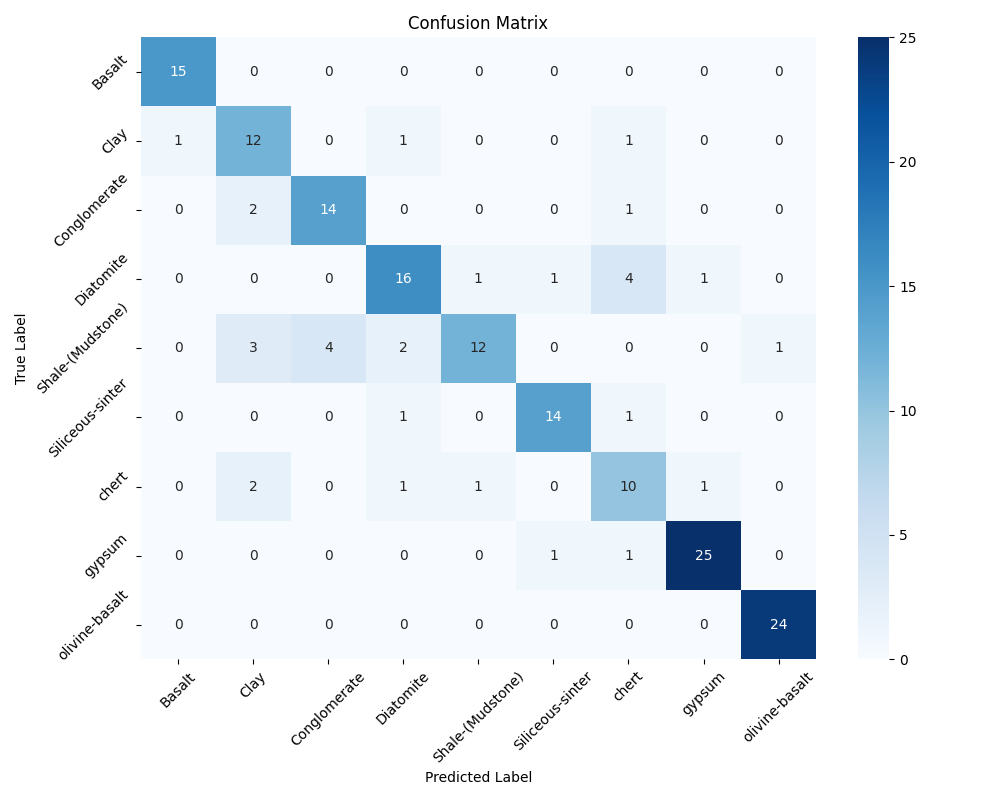 Confusion Matrix
True Label
Basalt 15 0 0 0 0 0 0 0 0
Clay 1 12 0 1 0 0 1 0 0
Conglomerate 0 2 14 0 0 0 1 0 0
Diatomite 0 0 0 16 1 1 4 1 0
Shale-(Mudstone) 0 3 4 2 12 0 0 0 1
Siliceous-sinter 0 0 0 1 0 14 1 0 0
chert 0 2 0 1 1 0 10 1 0
gypsum 0 0 0 0 0 1 1 25 0
olivine-basalt 0 0 0 0 0 0 0 0 24
Basalt Clay Conglomerate Diatomite Shale-(Mudstone) Siliceous-sinter chert gypsum olivine-basalt
Predicted Label
25
20
15
10
5
0